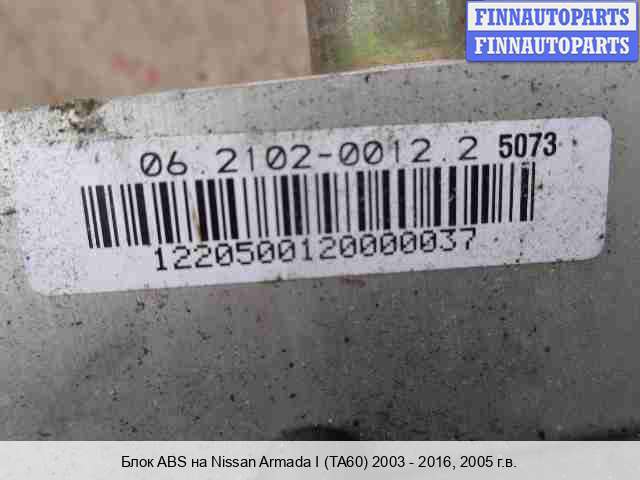 FINNAUTOPARTS
FINNAUTOPARTS
06.2102-0012.2 5073
1220500120000037
Блок ABS на Nissan Armada I (TA60) 2003 - 2016, 2005 г.в.